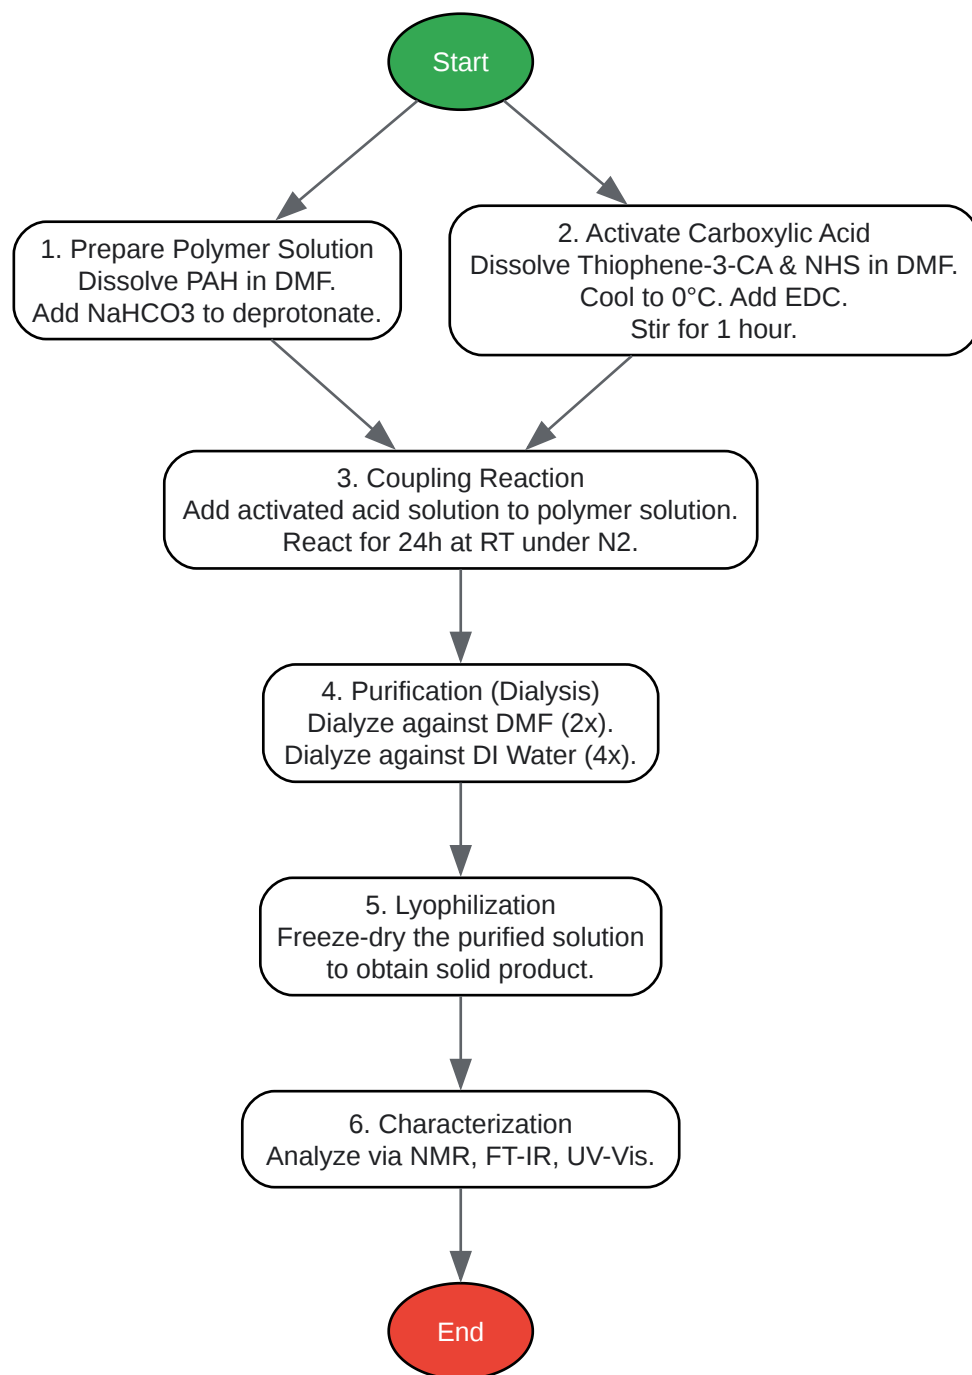 Start
1. Prepare Polymer Solution
Dissolve PAH in DMF.
Add NaHCO3 to deprotonate.
2. Activate Carboxylic Acid
Dissolve Thiophene-3-CA & NHS in DMF.
Cool to 0°C. Add EDC.
Stir for 1 hour.
3. Coupling Reaction
Add activated acid solution to polymer solution.
React for 24h at RT under N2.
4. Purification (Dialysis)
Dialyze against DMF (2x).
Dialyze against DI Water (4x).
5. Lyophilization
Freeze-dry the purified solution
to obtain solid product.
6. Characterization
Analyze via NMR, FT-IR, UV-Vis.
End